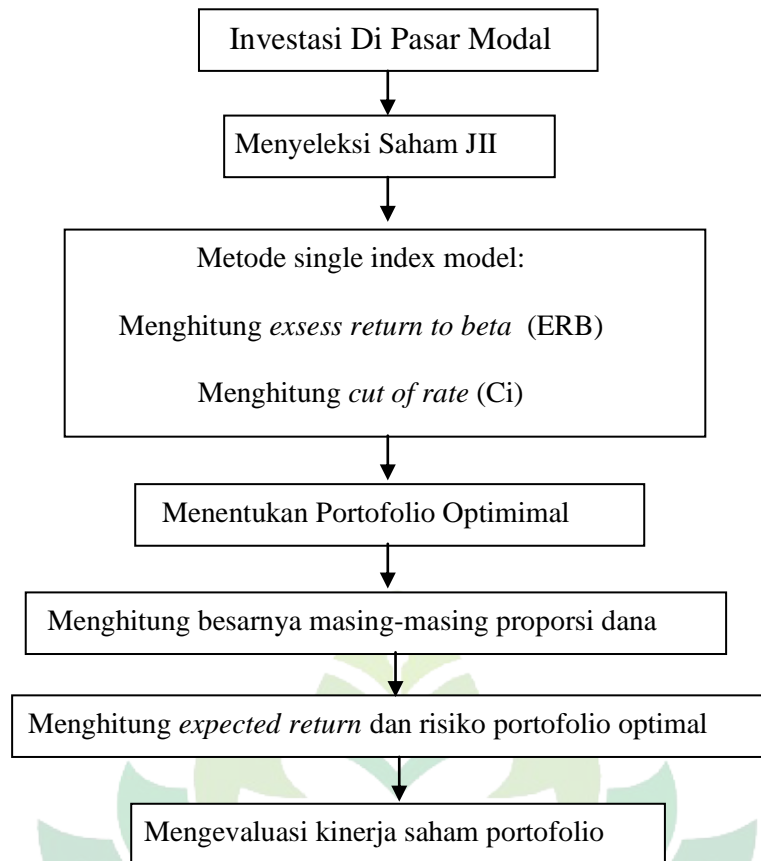 Investasi Di Pasar Modal
Menyeleksi Saham JII
Metode single index model:
Menghitung exsess return to beta (ERB)
Menghitung cut of rate (Ci)
Menentukan Portofolio Optimimal
Menghitung besarnya masing-masing proporsi dana
Menghitung expected return dan risiko portofolio optimal
Mengevaluasi kinerja saham portofolio